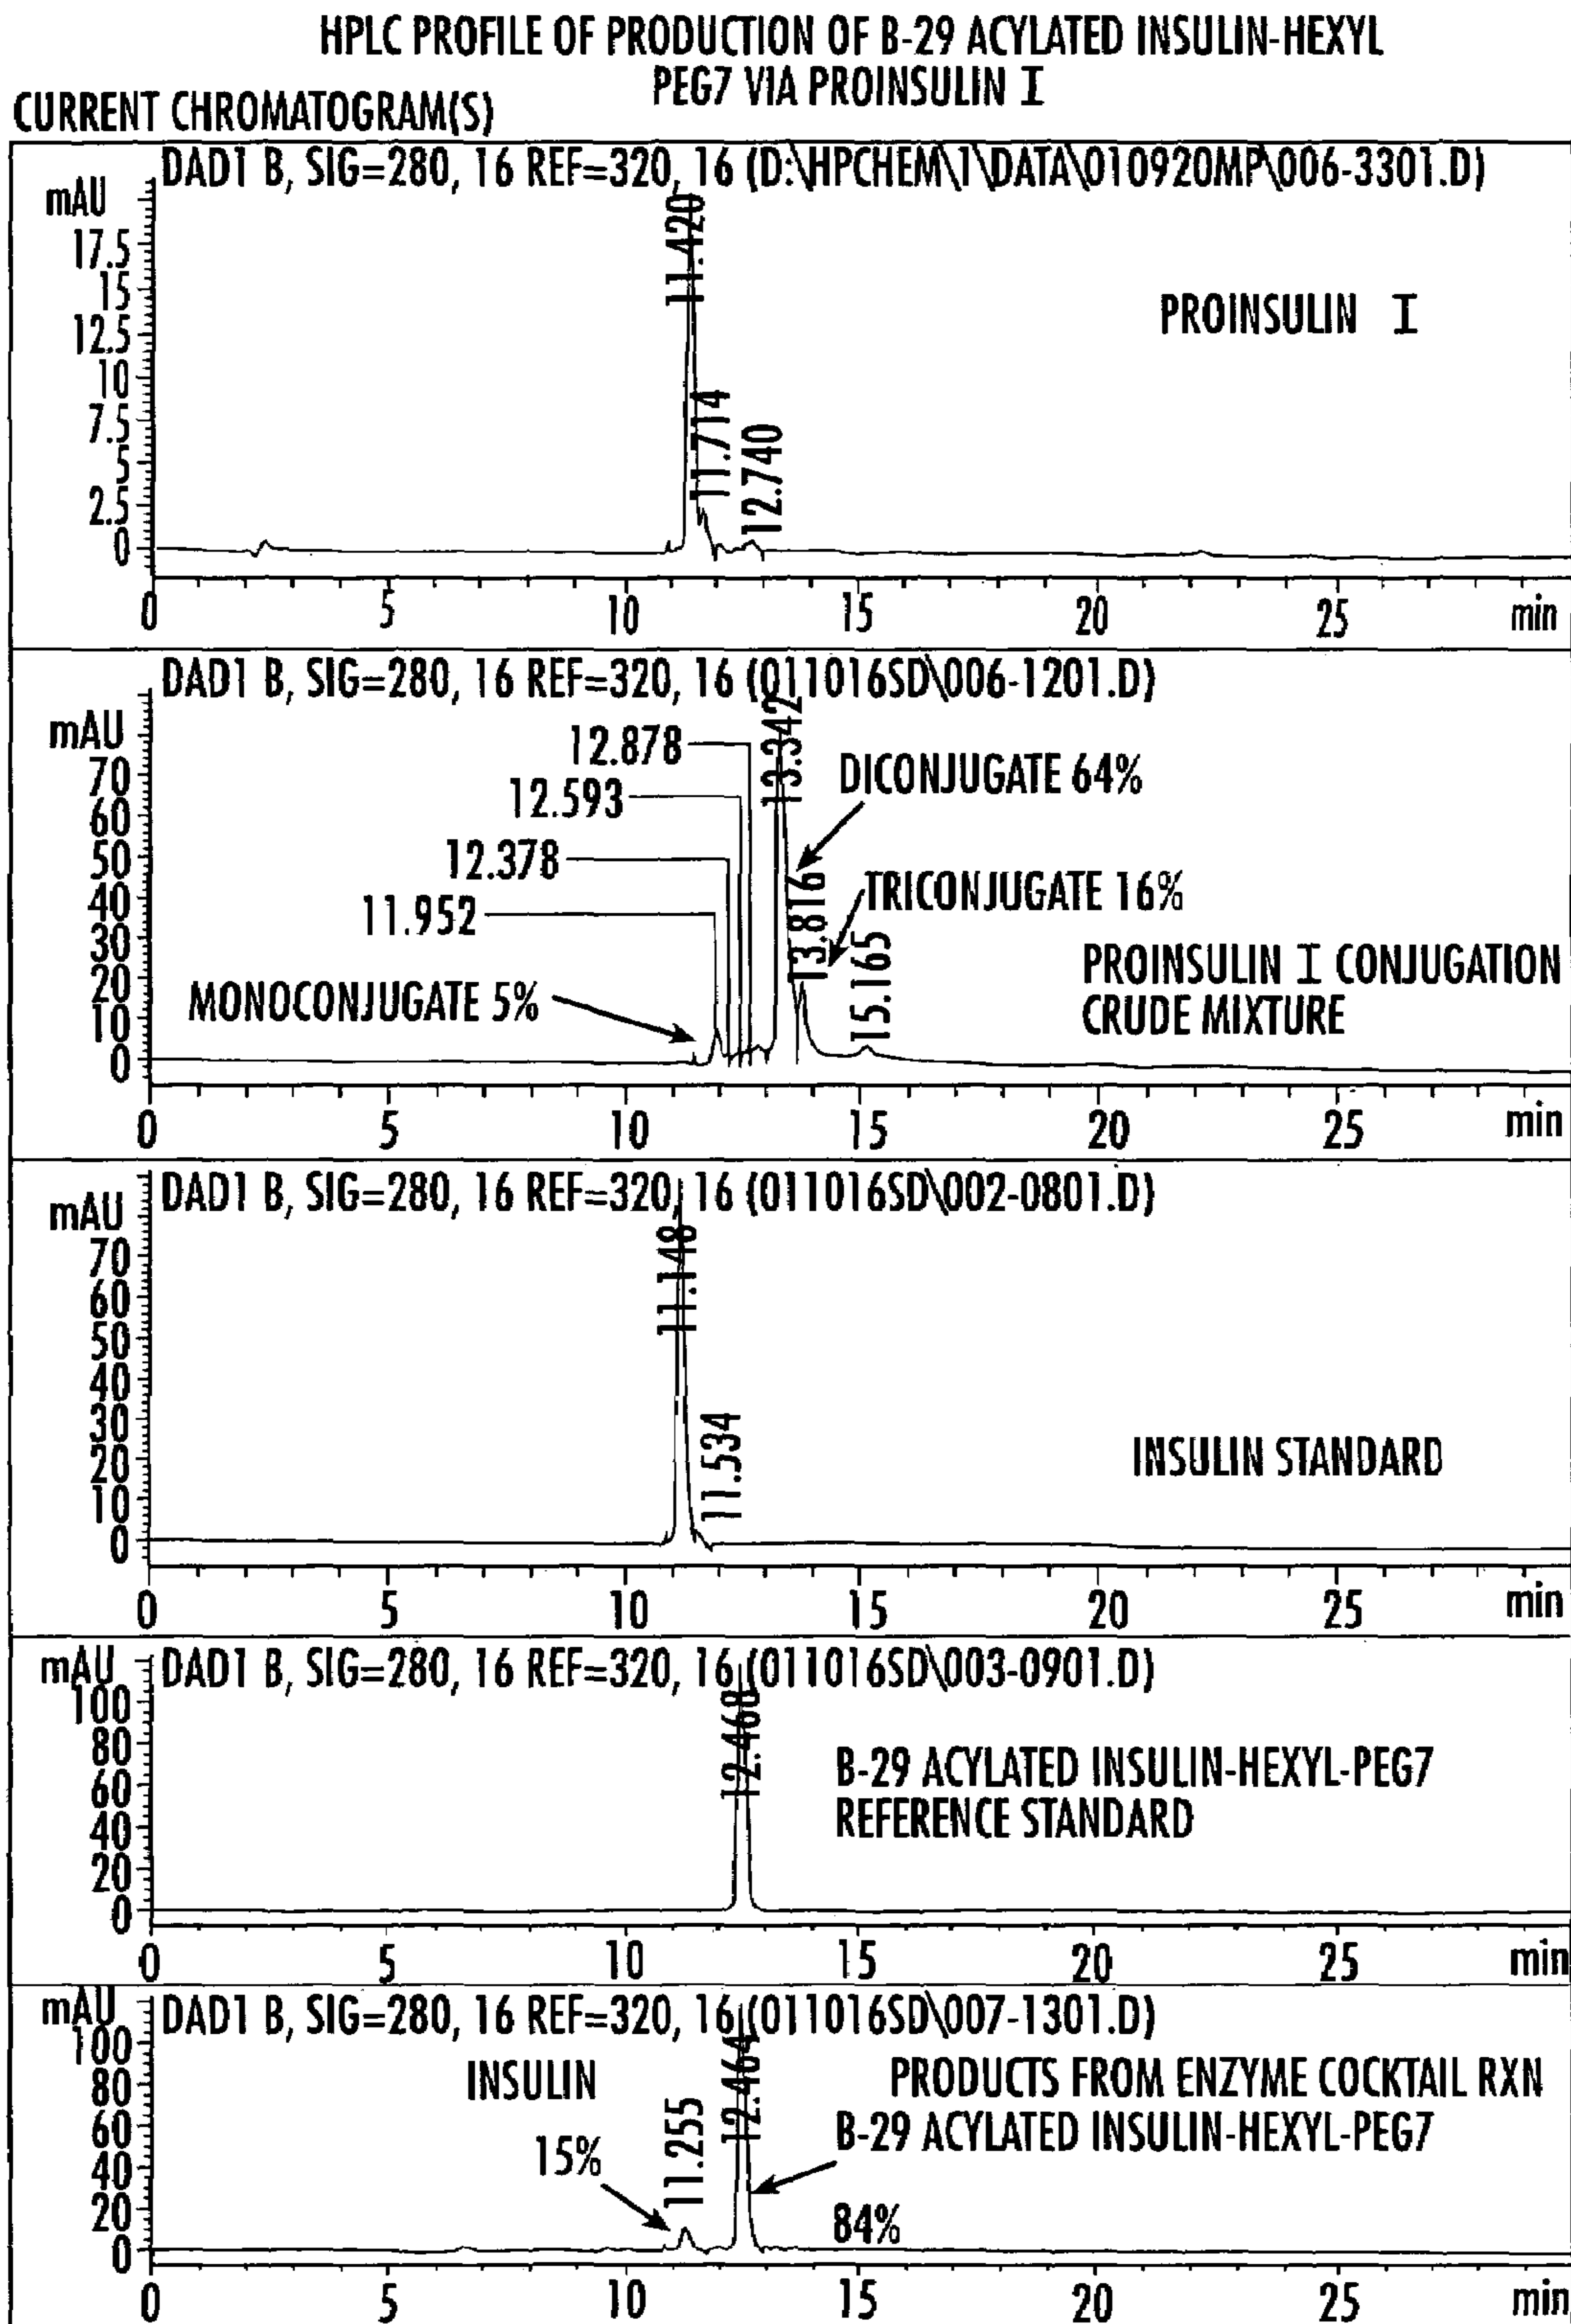 HPLC PROFILE OF PRODUCTION OF B-29 ACYLATED INSULIN-HEXYL
PEG7 VIA PROINSULIN I
CURRENT CHROMATOGRAM(S)
DAD1 B, SIG=280, 16 REF=320, 16 (D:\HPCHEM\1\DATA\010920MP\006-3301.D)
mAU
17.5
15
12.5
10
7.5
5
2.5
0
11.420
11.714
12.740
PROINSULIN I
0 5 10 15 20 25 min
DAD1 B, SIG=280, 16 REF=320, 16 (011016SD\006-1201.D)
mAU
70
60
50
40
30
20
10
0
12.878
12.593
12.378
11.952
MONOCONJUGATE 5%
13.342
DICONJUGATE 64%
13.816
TRICONJUGATE 16%
15.165
PROINSULIN I CONJUGATION
CRUDE MIXTURE
0 5 10 15 20 25 min
DAD1 B, SIG=280, 16 REF=320, 16 (011016SD\002-0801.D)
mAU
70
60
50
40
30
20
10
0
11.148
11.534
INSULIN STANDARD
0 5 10 15 20 25 min
DAD1 B, SIG=280, 16 REF=320, 16 (011016SD\003-0901.D)
mAU
100
80
60
40
20
0
12.468
B-29 ACYLATED INSULIN-HEXYL-PEG7
REFERENCE STANDARD
0 5 10 15 20 25 min
DAD1 B, SIG=280, 16 REF=320, 16 (011016SD\007-1301.D)
mAU
100
80
60
40
20
0
INSULIN
15%
11.255
12.464
PRODUCTS FROM ENZYME COCKTAIL RXN
B-29 ACYLATED INSULIN-HEXYL-PEG7
84%
0 5 10 15 20 25 min